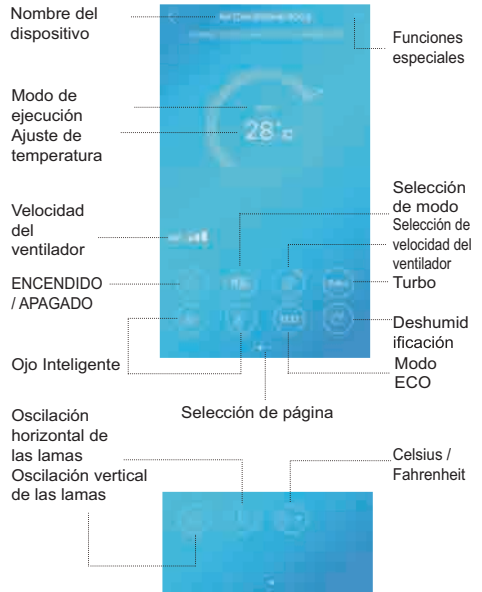 Nombre del
dispositivo
Funciones
especiales
Modo de
ejecución
Ajuste de
temperatura
28°c
Velocidad
del
ventilador
Selección
de modo
Selección de
velocidad del
ventilador
Turbo
ENCENDIDO
/ APAGADO
Deshumid
ificación
Ojo Inteligente
Modo
ECO
Selección de página
Oscilación
horizontal de
las lamas
Oscilación vertical
de las lamas
Celsius /
Fahrenheit